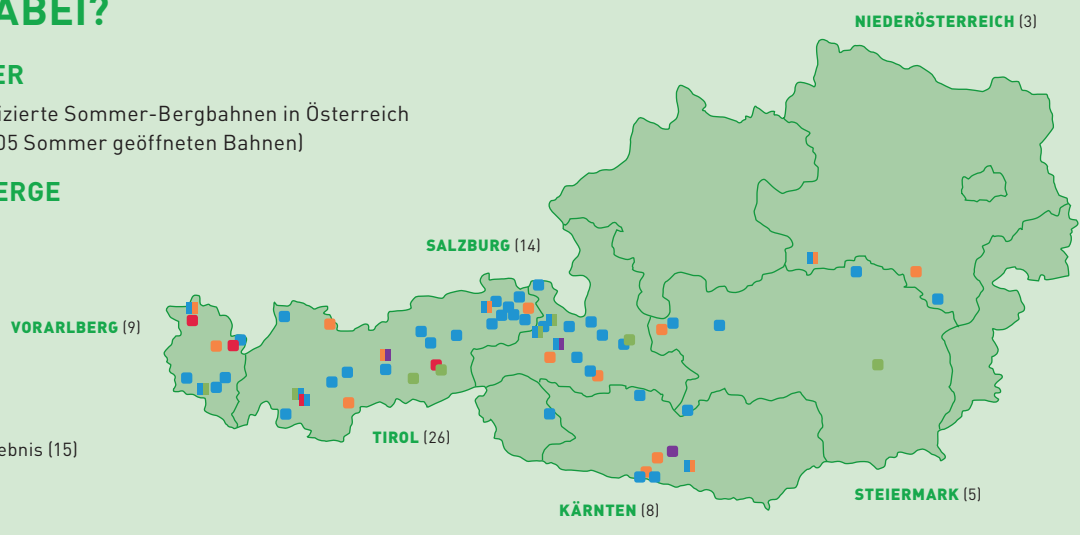 ABEI?
ER
izierte Sommer-Bergbahnen in Österreich
05 Sommer geöffneten Bahnen)
ERGE
ebnis (15)
NIEDERÖSTERREICH (3)
SALZBURG (14)
VORARLBERG (9)
TIROL (26)
KÄRNTEN (8)
STEIERMARK (5)